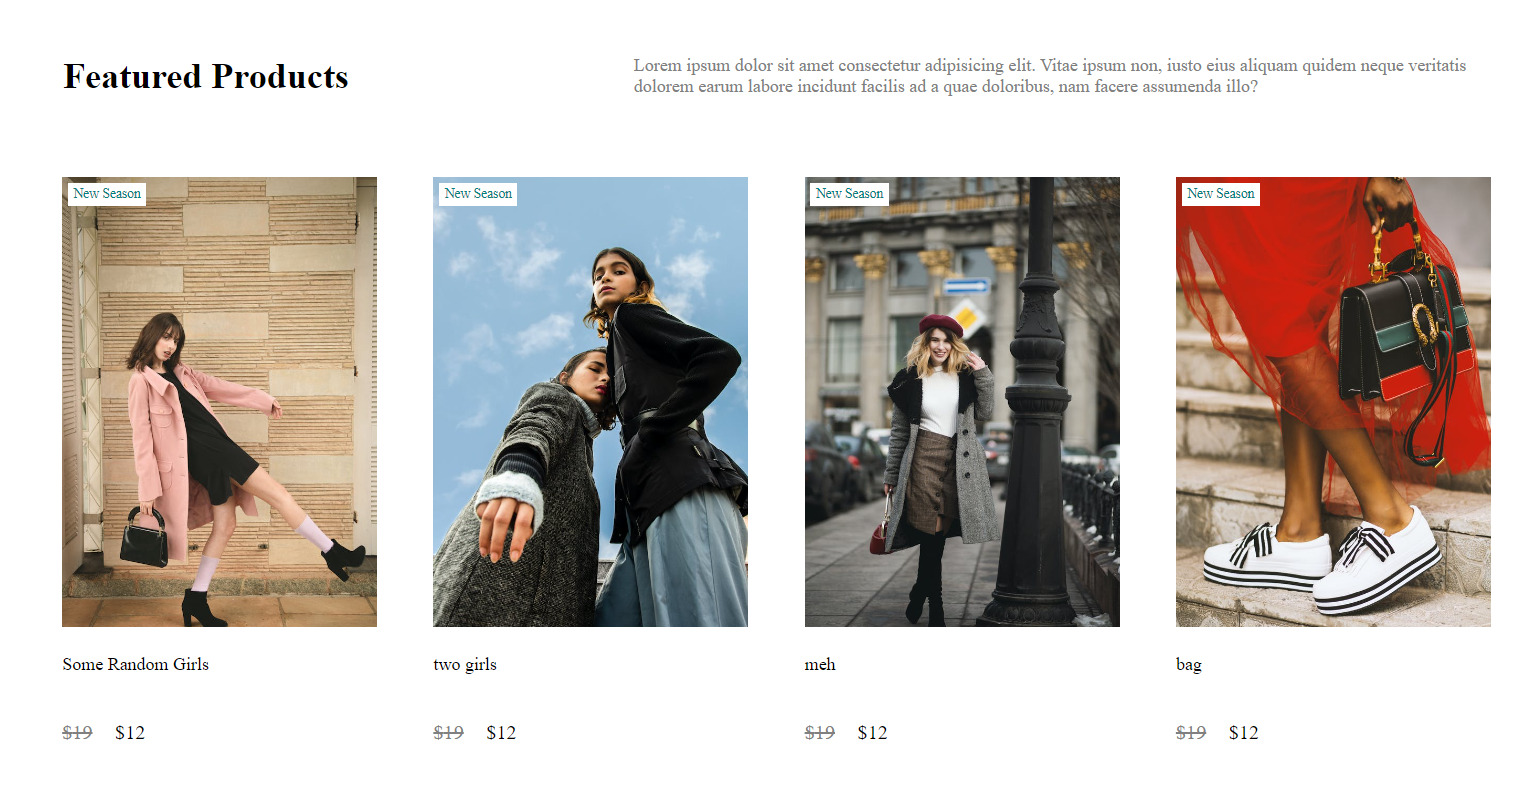 Featured Products
Lorem ipsum dolor sit amet consectetur adipisicing elit. Vitae ipsum non, iusto eius aliquam quidem neque veritatis
dolorem earum labore incidunt facilis ad a quae doloribus, nam facere assumenda illo?
New Season
New Season
New Season
New Season
Some Random Girls
two girls
meh
bag
$19 $12
$19 $12
$19 $12
$19 $12